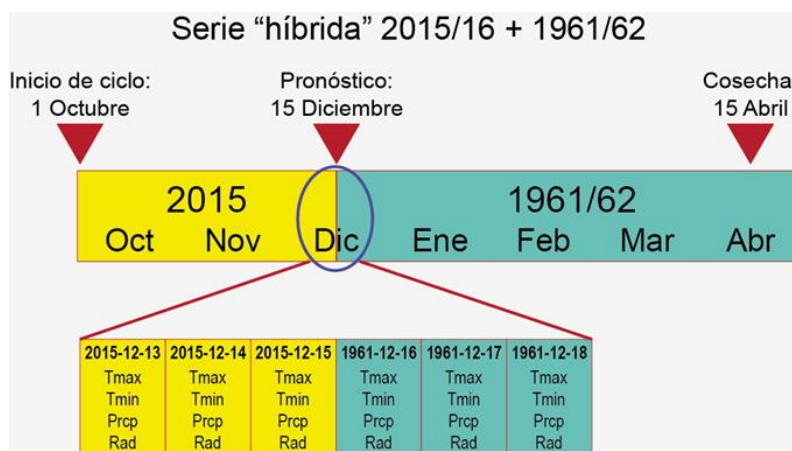 Serie “híbrida” 2015/16 + 1961/62
Inicio de ciclo:
1 Octubre
Pronóstico:
15 Diciembre
Cosecha
15 Abril
2015
1961/62
Oct Nov Dic Ene Feb Mar Abr
2015-12-13 2015-12-14 2015-12-15 1961-12-16 1961-12-17 1961-12-18
Tmax Tmax Tmax Tmax Tmax Tmax
Tmin Tmin Tmin Tmin Tmin Tmin
Prcp Prcp Prcp Prcp Prcp Prcp
Rad Rad Rad Rad Rad Rad